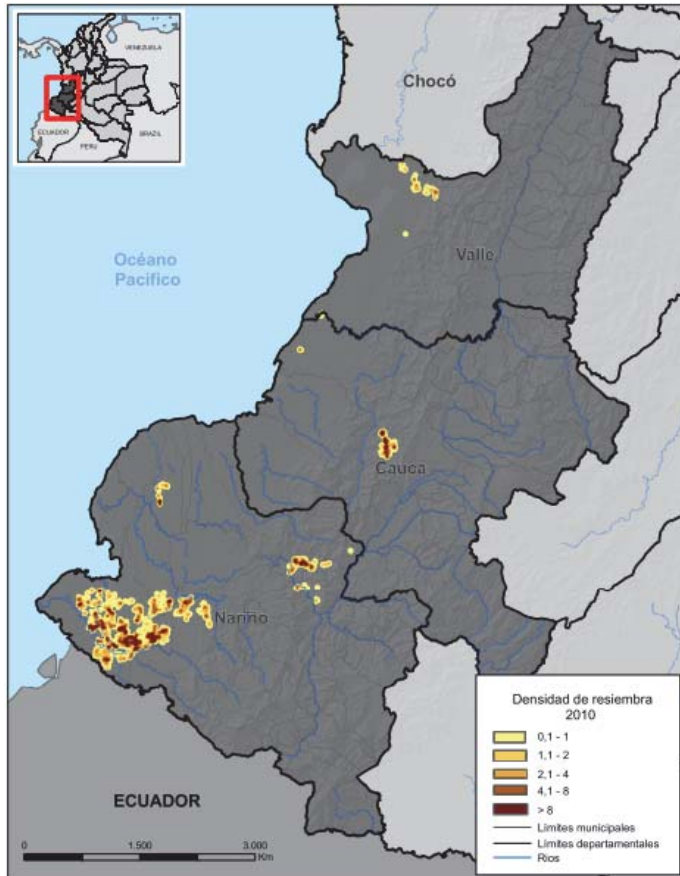 VENEZUELA
ECUADOR
PERU
BRAZIL
Chocó
Océano
Pacífico
Valle
Cauca
Nariño
ECUADOR
0
1.500
3.000
Km
Densidad de resiembra
2010
0,1 - 1
1,1 - 2
2,1 - 4
4,1 - 8
> 8
Límites municipales
Límites departamentales
Rios